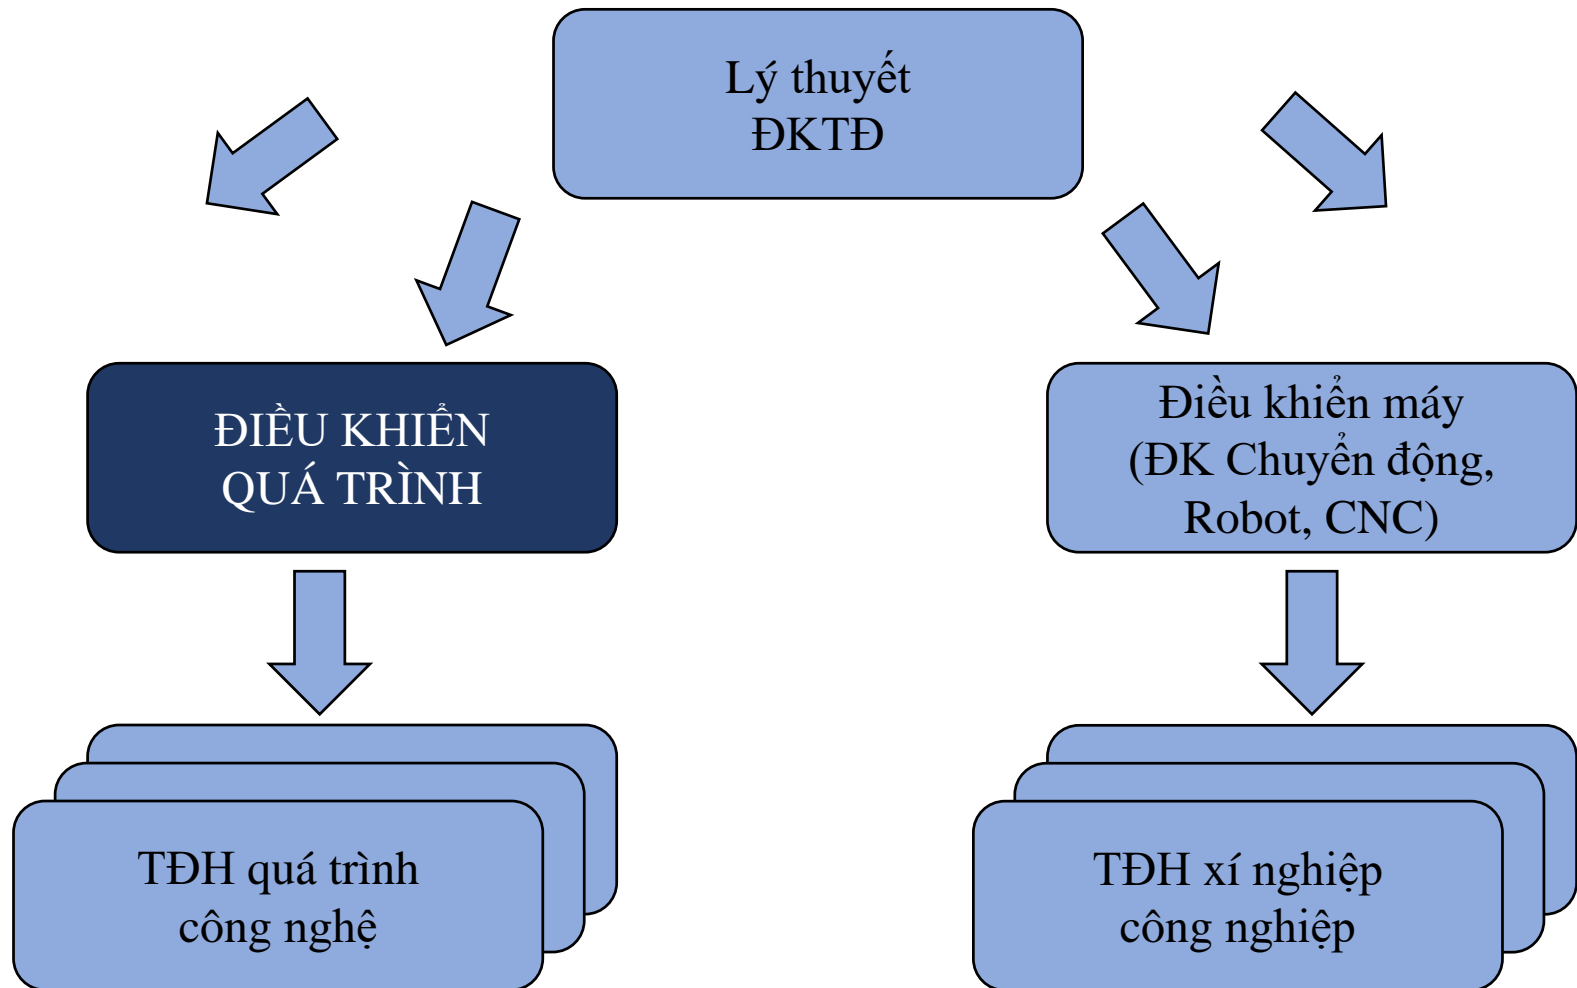 Lý thuyết
ĐKTĐ
ĐIỀU KHIỂN
QUÁ TRÌNH
Điều khiển máy
(ĐK Chuyển động,
Robot, CNC)
TĐH quá trình
công nghệ
TĐH xí nghiệp
công nghiệp